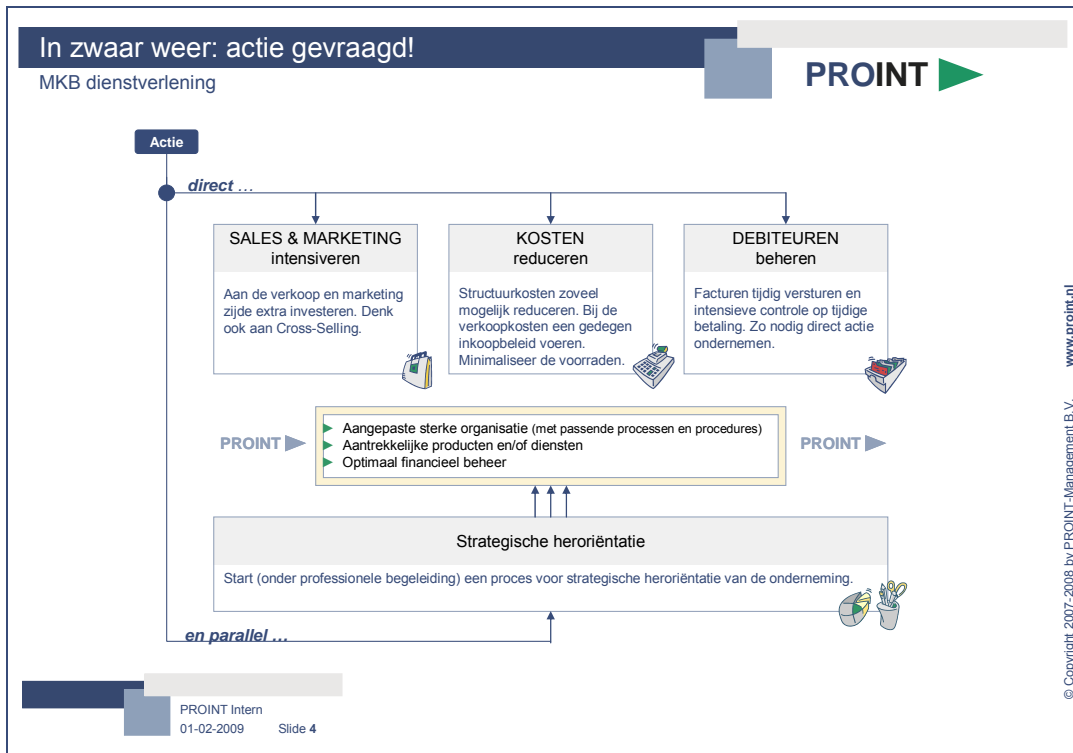 In zwaar weer: actie gevraagd!
MKB dienstverlening
PROINT
Actie
direct …
SALES & MARKETING
intensiveren
Aan de verkoop en marketing
zijde extra investeren. Denk
ook aan Cross-Selling.
KOSTEN
reduceren
Structuurkosten zoveel
mogelijk reduceren. Bij de
verkoopkosten een gedegen
inkoopbeleid voeren.
Minimaliseer de voorraden.
DEBITEUREN
beheren
Facturen tijdig versturen en
intensieve controle op tijdige
betaling. Zo nodig direct actie
ondernemen.
PROINT
Aangepaste sterke organisatie (met passende processen en procedures)
Aantrekkelijke producten en/of diensten
Optimaal financieel beheer
PROINT
Strategische heroriëntatie
Start (onder professionele begeleiding) een proces voor strategische heroriëntatie van de onderneming.
en parallel …
PROINT Intern
01-02-2009 Slide 4
© Copyright 2007-2008 by PROINT-Management B.V. www.proint.nl